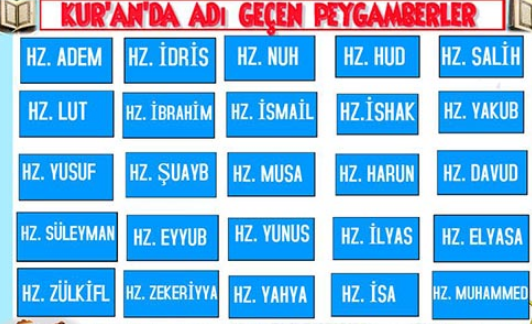 KUR'AN'DA ADI GEÇEN PEYGAMBERLER
HZ. ADEM HZ. İDRİS HZ. NUH HZ. HUD HZ. SALİH
HZ. LUT HZ. İBRAHİM HZ. İSMAİL HZ.İSHAK HZ. YAKUB
HZ. YUSUF HZ. ŞUAYB HZ. MUSA HZ. HARUN HZ. DAVUD
HZ. SÜLEYMAN HZ. EYYUB HZ. YUNUS HZ. İLYAS HZ. ELYASA
HZ. ZÜLKİFL HZ. ZEKERİYYA HZ. YAHYA HZ. İSA HZ. MUHAMMED